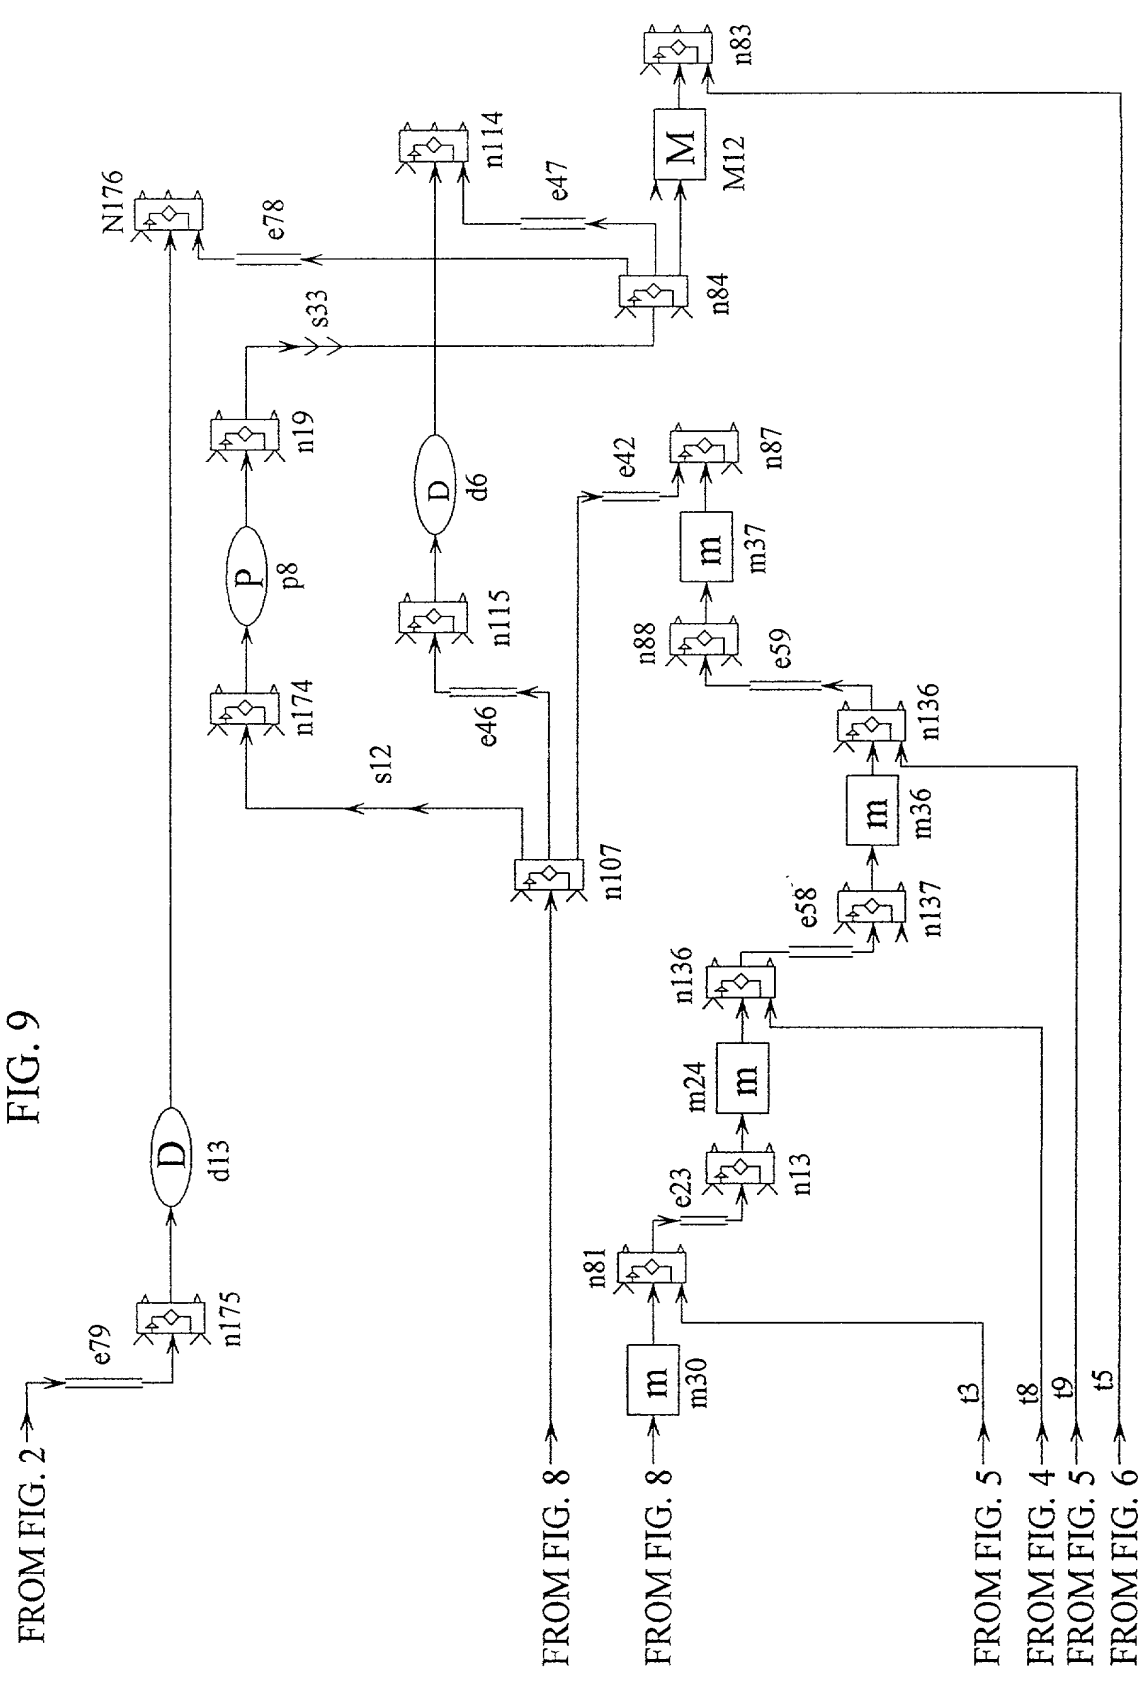 FIG. 9
FROM FIG. 2
e79
n175
D
d13
N176
e78
s12
n174
P
p8
n19
s33
FROM FIG. 8
n107
e46
n115
D
d6
n114
e47
n84
M
M12
n83
e42
n87
m
m37
n88
e59
FROM FIG. 8
m
m30
n81
e23
n13
m
m24
n136
e58
n137
m
m36
n136
FROM FIG. 5
t3
FROM FIG. 4
t8
FROM FIG. 5
t9
FROM FIG. 6
t5